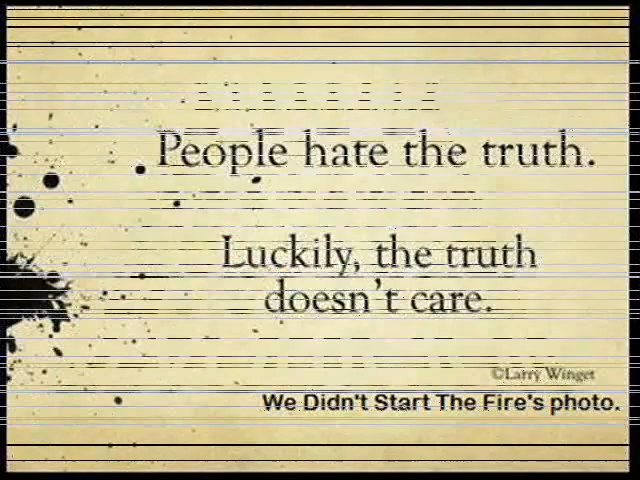 People hate the truth.
Luckily, the truth
doesn't care.
©Larry Winget
We Didn't Start The Fire's photo.